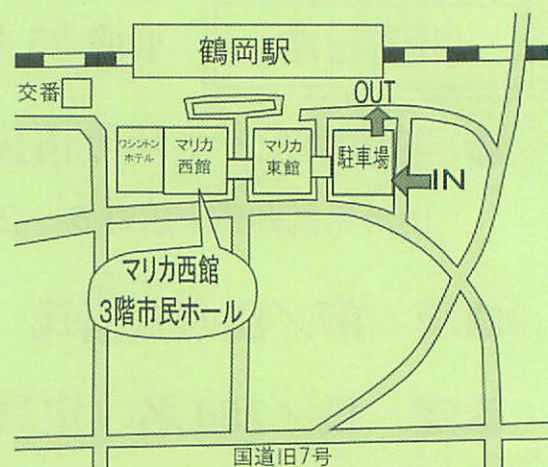 鶴岡駅
交番
OUT
ワシントン
ホテル
マリカ
西館
マリカ
東館
駐車場
IN
マリカ西館
3階市民ホール
国道旧7号